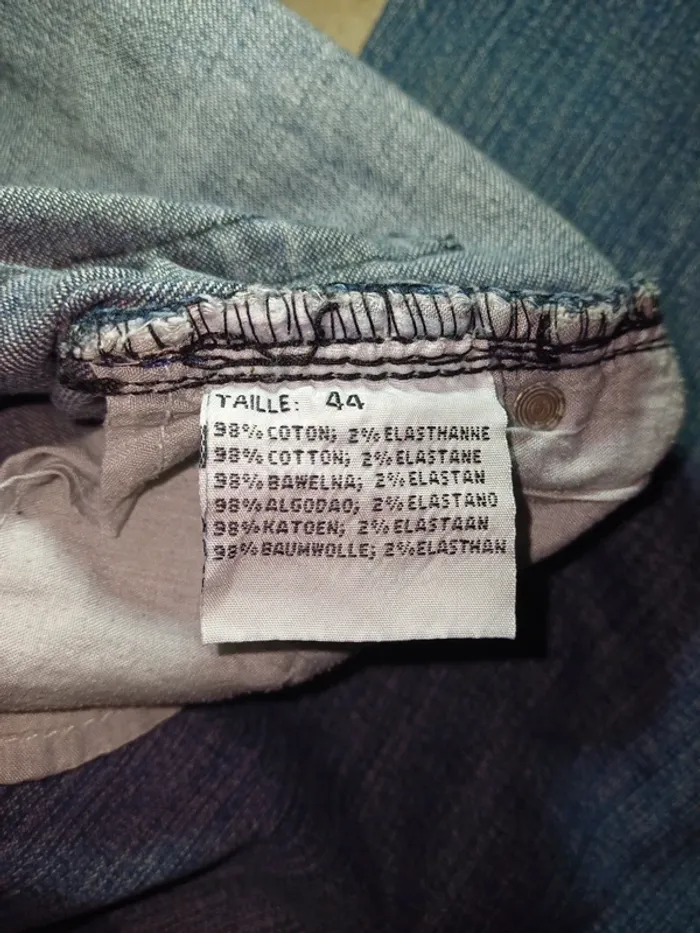 TAILLE: 44
98% COTON; 2% ELASTHANNE
98% COTTON; 2% ELASTANE
98% BAWELNA; 2% ELASTAN
98% ALGODAO; 2% ELASTANO
98% KATOEN; 2% ELASTAAN
98% BAUMWOLLE; 2% ELASTHAN